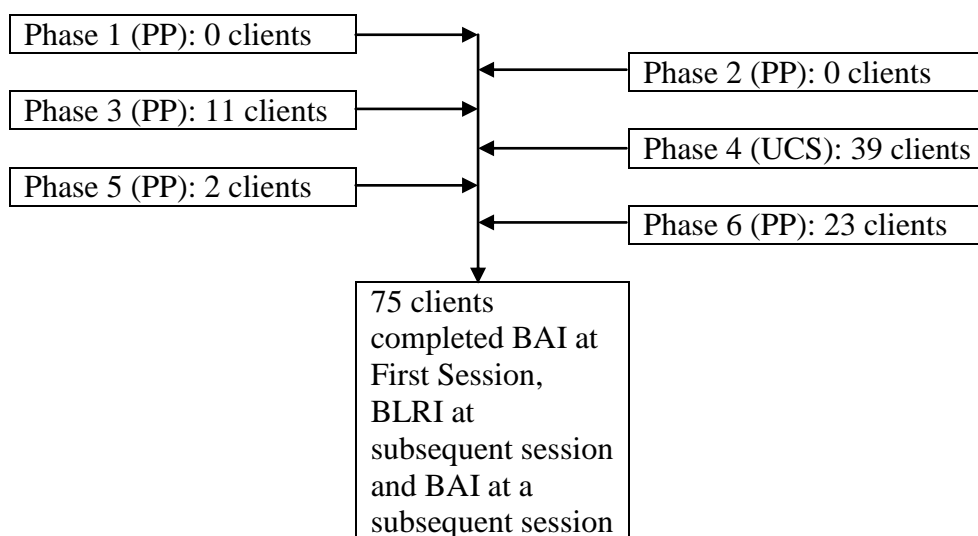 Phase 1 (PP): 0 clients
Phase 2 (PP): 0 clients
Phase 3 (PP): 11 clients
Phase 4 (UCS): 39 clients
Phase 5 (PP): 2 clients
Phase 6 (PP): 23 clients
75 clients
completed BAI at
First Session,
BLRI at
subsequent session
and BAI at a
subsequent session